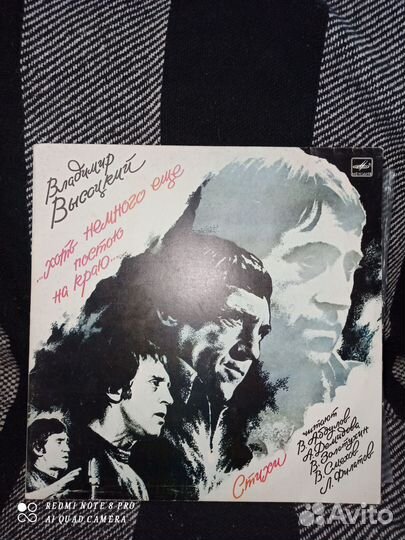 Владимир
Высоцкий
...хоть немного еще
постою
на краю...
МЕЛОДИЯ
Стихи
читают
В. Абдулов
А. Демидова
В. Золотухин
В. Смехов
Л. Филатов
REDMI NOTE 8 PRO
AI QUAD CAMERA
Avito